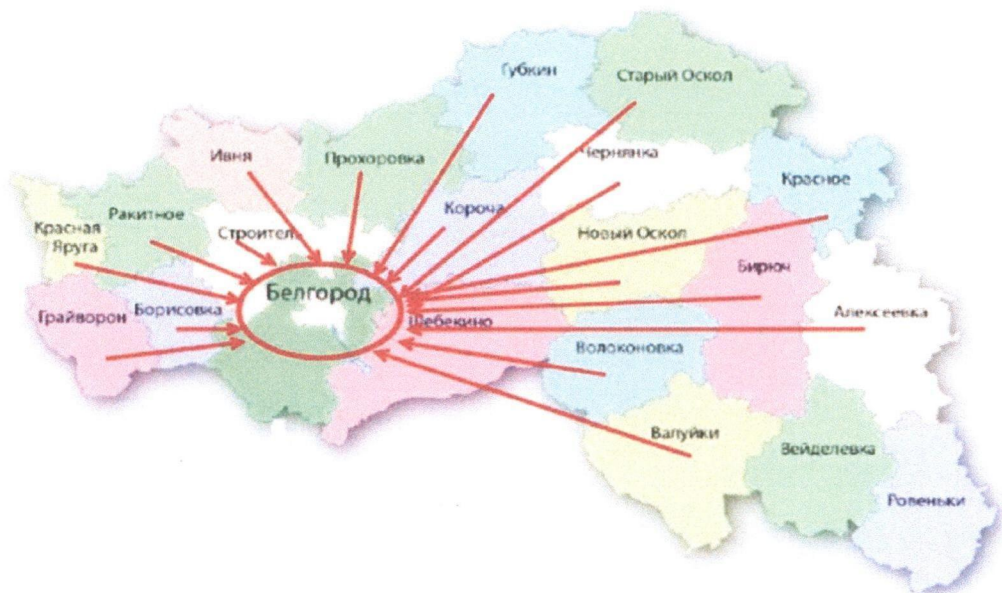 Губкин
Старый Оскол
Ивня
Прохоровка
Чернянка
Красное
Ракитное
Короча
Красная
Яруга
Строител
Новый Оскол
Бирюч
Белгород
Грайворон
Борисовка
Шебекино
Алексеевка
Волоконовка
Валуйки
Вейделевка
Ровеньки